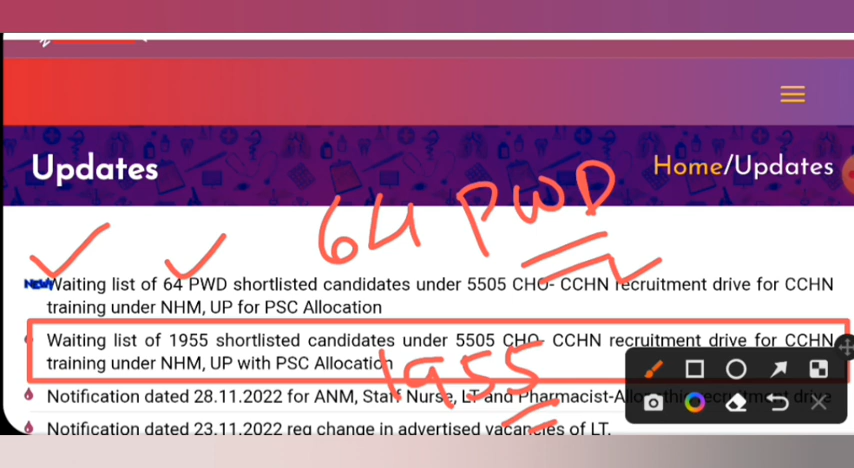 Updates
Home/Updates
64 PWD
NEW Waiting list of 64 PWD shortlisted candidates under 5505 CHO- CCHN recruitment drive for CCHN
training under NHM, UP for PSC Allocation
Waiting list of 1955 shortlisted candidates under 5505 CHO- CCHN recruitment drive for CCHN
training under NHM, UP with PSC Allocation
1955
Notification dated 28.11.2022 for ANM, Staff Nurse, LT and Pharmacist-Allopathic recruitment drive
Notification dated 23.11.2022 reg change in advertised vacancies of LT.